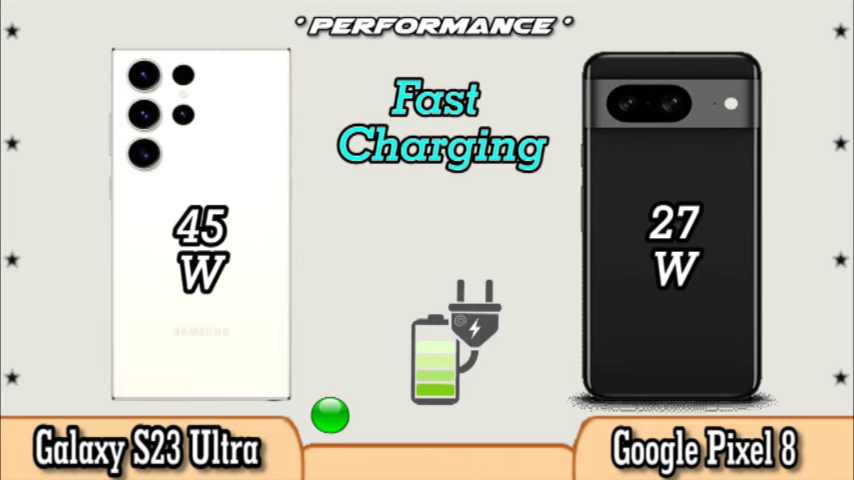 * PERFORMANCE *
Fast
Charging
45
W
27
W
SAMSUNG
Galaxy S23 Ultra
Google Pixel 8